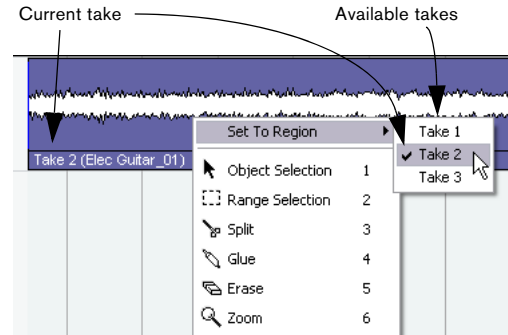 Current take Available takes
Set To Region Take 1
Take 2 (Elec Guitar_01) Take 2
Object Selection 1 Take 3
Range Selection 2
Split 3
Glue 4
Erase 5
Zoom 6